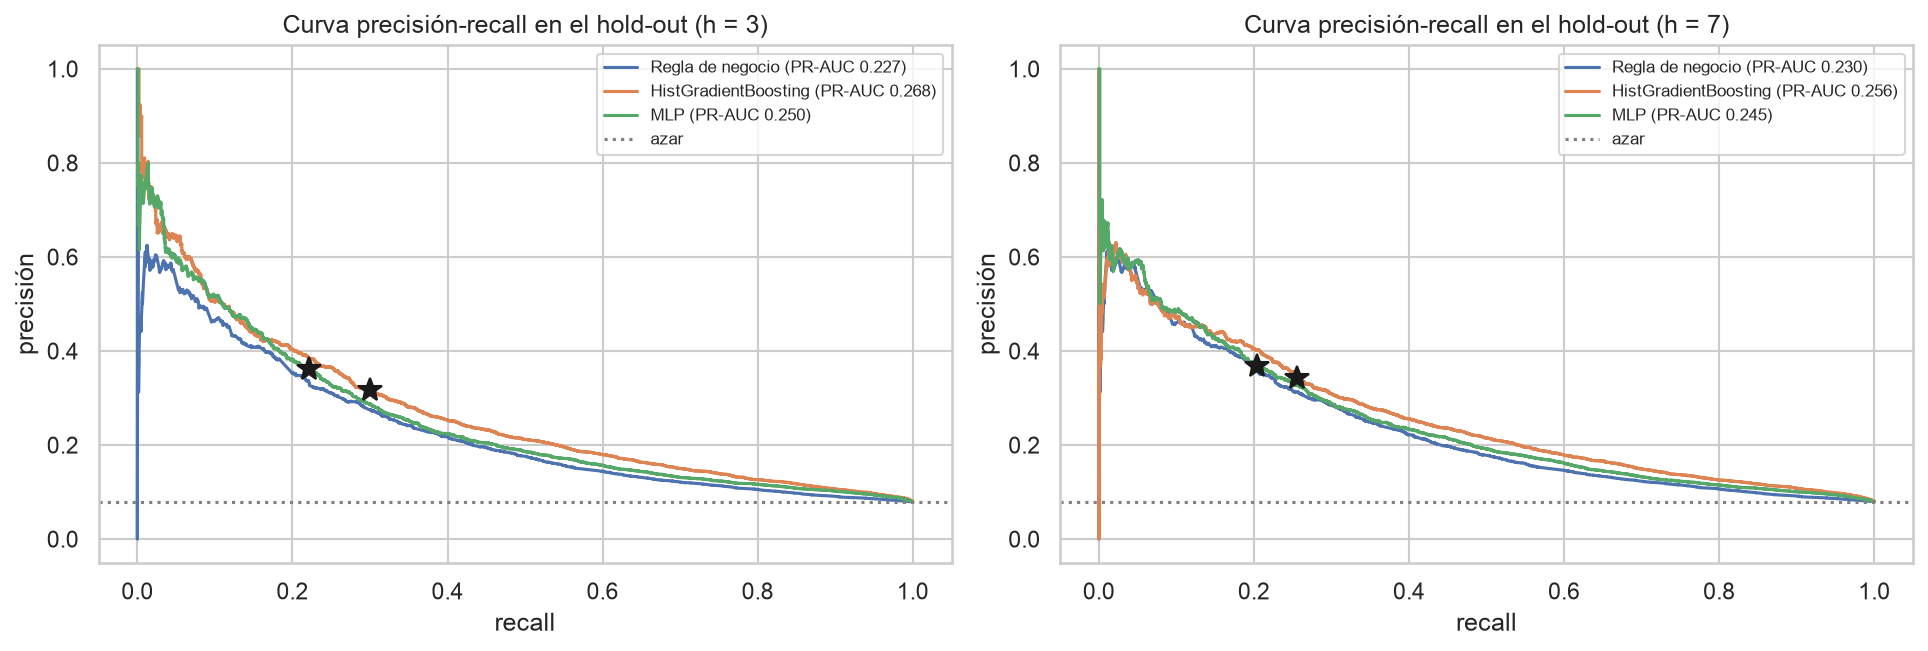 Curva precisión-recall en el hold-out (h = 3)
precisión
1.0
0.8
0.6
0.4
0.2
0.0
Regla de negocio (PR-AUC 0.227)
HistGradientBoosting (PR-AUC 0.268)
MLP (PR-AUC 0.250)
azar
0.0 0.2 0.4 0.6 0.8 1.0
recall
Curva precisión-recall en el hold-out (h = 7)
precisión
1.0
0.8
0.6
0.4
0.2
0.0
Regla de negocio (PR-AUC 0.230)
HistGradientBoosting (PR-AUC 0.256)
MLP (PR-AUC 0.245)
azar
0.0 0.2 0.4 0.6 0.8 1.0
recall